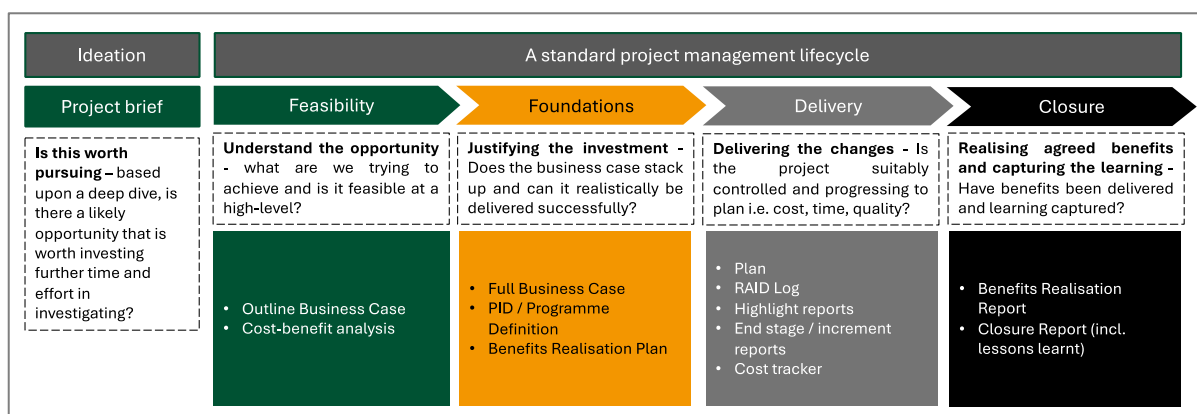 Ideation
A standard project management lifecycle
Project brief
Feasibility
Foundations
Delivery
Closure
Is this worth
pursuing – based
upon a deep dive, is
there a likely
opportunity that is
worth investing
further time and
effort in
investigating?
Understand the opportunity
- what are we trying to
achieve and is it feasible at a
high-level?
Justifying the investment -
Does the business case stack
up and can it realistically be
delivered successfully?
Delivering the changes - Is
the project suitably
controlled and progressing to
plan i.e. cost, time, quality?
Realising agreed benefits
and capturing the learning -
Have benefits been delivered
and learning captured?
• Outline Business Case
• Cost-benefit analysis
• Full Business Case
• PID / Programme
Definition
• Benefits Realisation Plan
• Plan
• RAID Log
• Highlight reports
• End stage / increment
reports
• Cost tracker
• Benefits Realisation
Report
• Closure Report (incl.
lessons learnt)